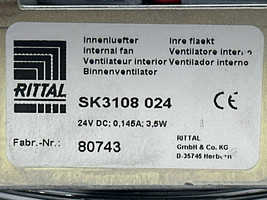 Innenluefter Inre flaekt
Internal fan Ventilatore interno
Ventilateur interior Ventilador interno
Binnenventilator
RITTAL
SK3108 024
CE
24V DC; 0,145A; 3,5W
Fabr.-Nr.: 80743
RITTAL
GmbH & Co. KG
D-35745 Herborn